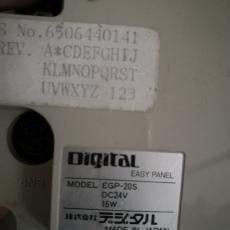 S No.6506440141
REV. A*CDEFGHIJ
KLMNOPQRST
UVWXYZ 123
Digital
EASY PANEL
MODEL EGP-20S
DC24V
15W
株式会社 デジタル
MADE IN JAPAN